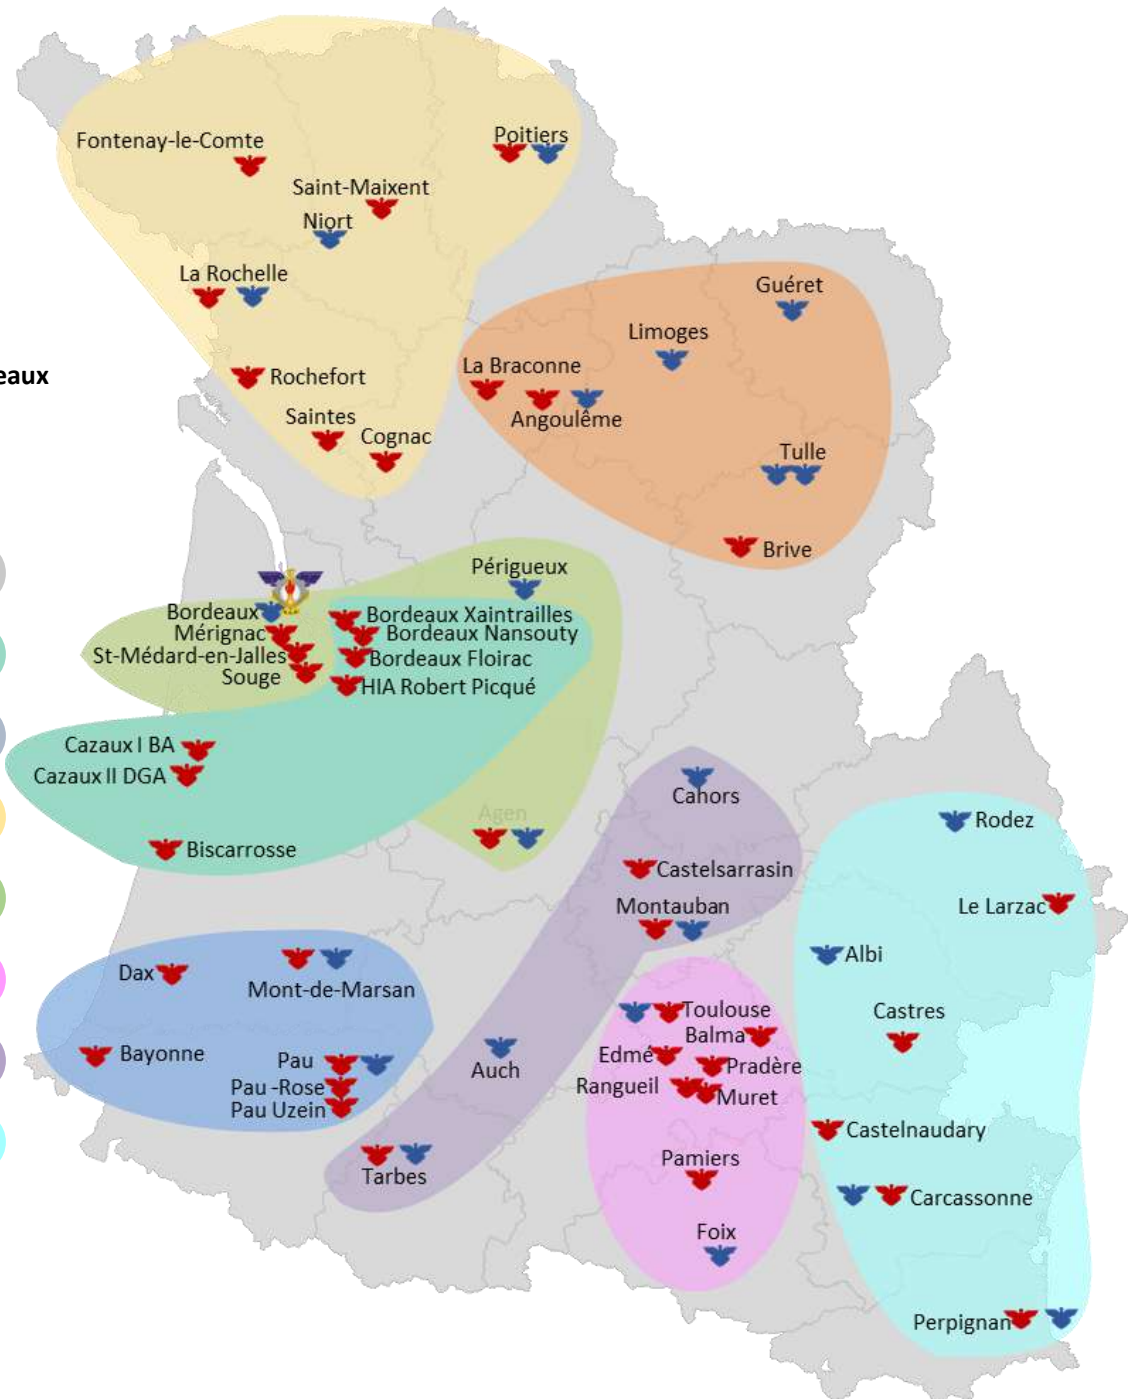 Fontenay-le-Comte
Poitiers
Saint-Maixent
Niort
La Rochelle
Guéret
Limoges
La Braconne
eaux
Rochefort
Angoulême
Saintes
Cognac
Tulle
Brive
Périgueux
Bordeaux
Bordeaux Xaintrailles
Mérignac
Bordeaux Nansouty
St-Médard-en-Jalles
Bordeaux Floirac
Souge
HIA Robert Picqué
Cazaux I BA
Cazaux II DGA
Cahors
Agen
Rodez
Biscarrosse
Castelsarrasin
Montauban
Le Larzac
Albi
Dax
Mont-de-Marsan
Toulouse
Castres
Balma
Bayonne
Edmé
Pau
Auch
Pradère
Pau -Rose
Rangueil
Muret
Pau Uzein
Castelnaudary
Pamiers
Tarbes
Carcassonne
Foix
Perpignan